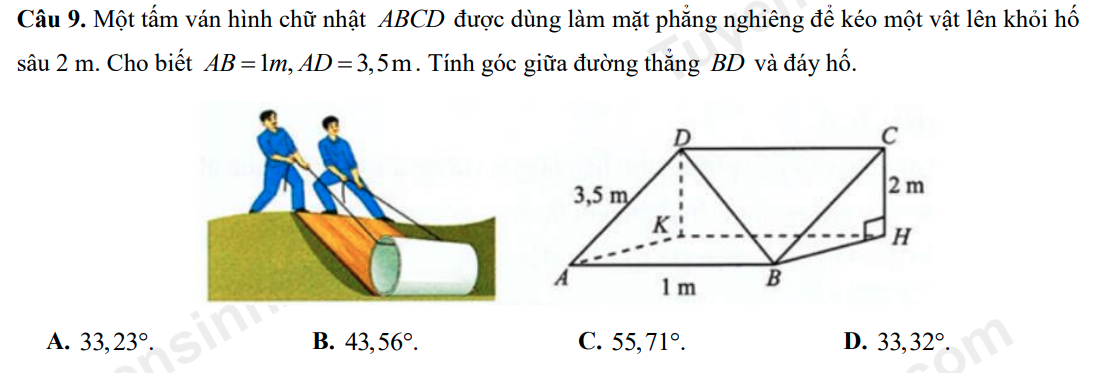 Câu 9. Một tấm ván hình chữ nhật ABCD được dùng làm mặt phẳng nghiêng để kéo một vật lên khỏi hố
sâu 2 m. Cho biết AB = 1m, AD = 3,5m. Tính góc giữa đường thẳng BD và đáy hố.
D
C
3,5 m
2 m
K
H
A
B
1 m
A. 33,23°.
B. 43,56°.
C. 55,71°.
D. 33,32°.